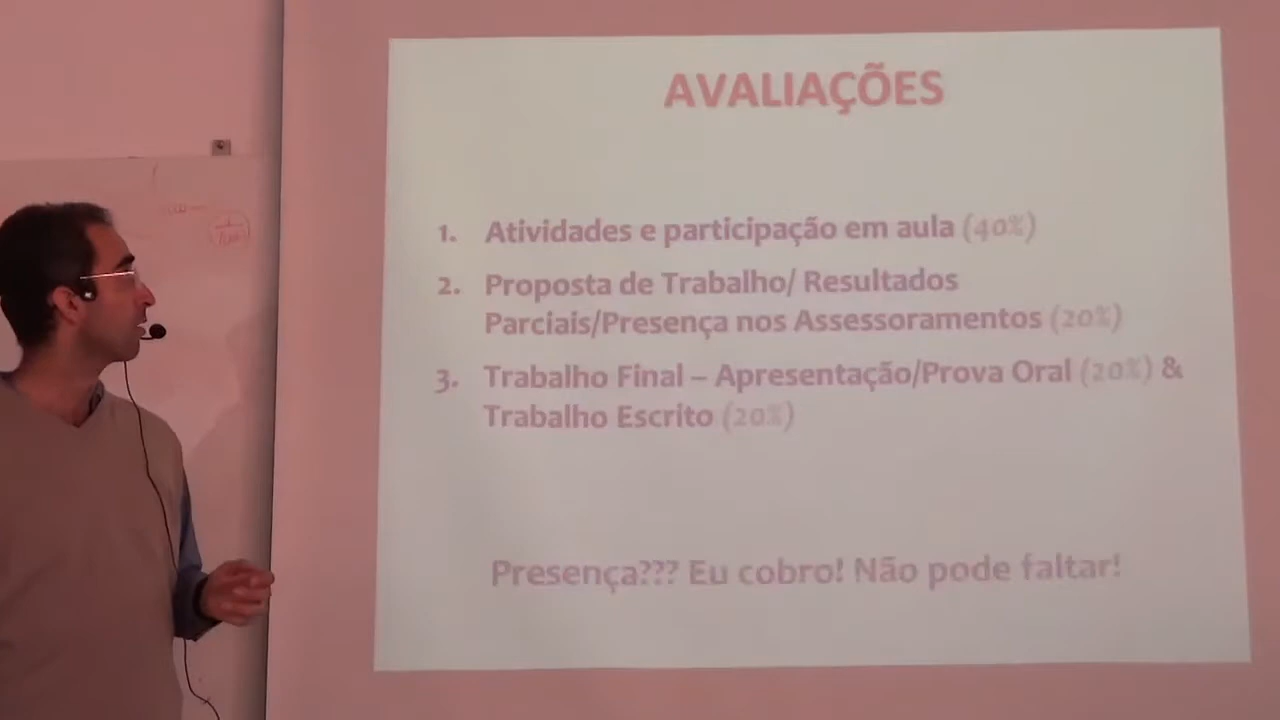 AVALIAÇÕES
1. Atividades e participação em aula (40%)
2. Proposta de Trabalho/ Resultados
Parciais/Presença nos Assessoramentos (20%)
3. Trabalho Final – Apresentação/Prova Oral (20%) &
Trabalho Escrito (20%)
Presença??? Eu cobro! Não pode faltar!